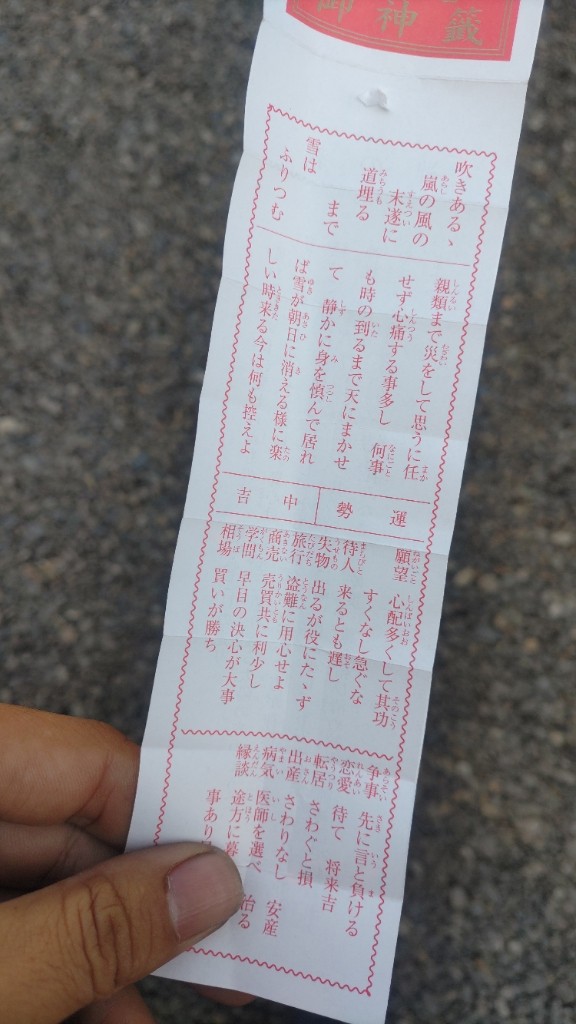 御神籤
吹きあるゝ
嵐の風の
末遂に
道埋る
まで
雪は
ふりつむ
親類まで災をして思うに任
せず心痛する事多し 何事
も時の到るまで天にまかせ
て 静かに身を慎んで居れ
ば雪が朝日に消える様に楽
しい時来る今は何も控えよ
運勢
中吉
願望 心配多くして其功
すくなし急ぐな
待人 来るとも遅し
失物 出るが役にたゝず
旅行 盗難に用心せよ
商売 売買共に利少し
学問 早目の決心が大事
相場 買いが勝ち
争事 先に言と負ける
恋愛 待て 将来吉
転居 さわぐと損
出産 さわりなし 安産
病気 医師を選べ 治る
縁談 途方に暮
事あり